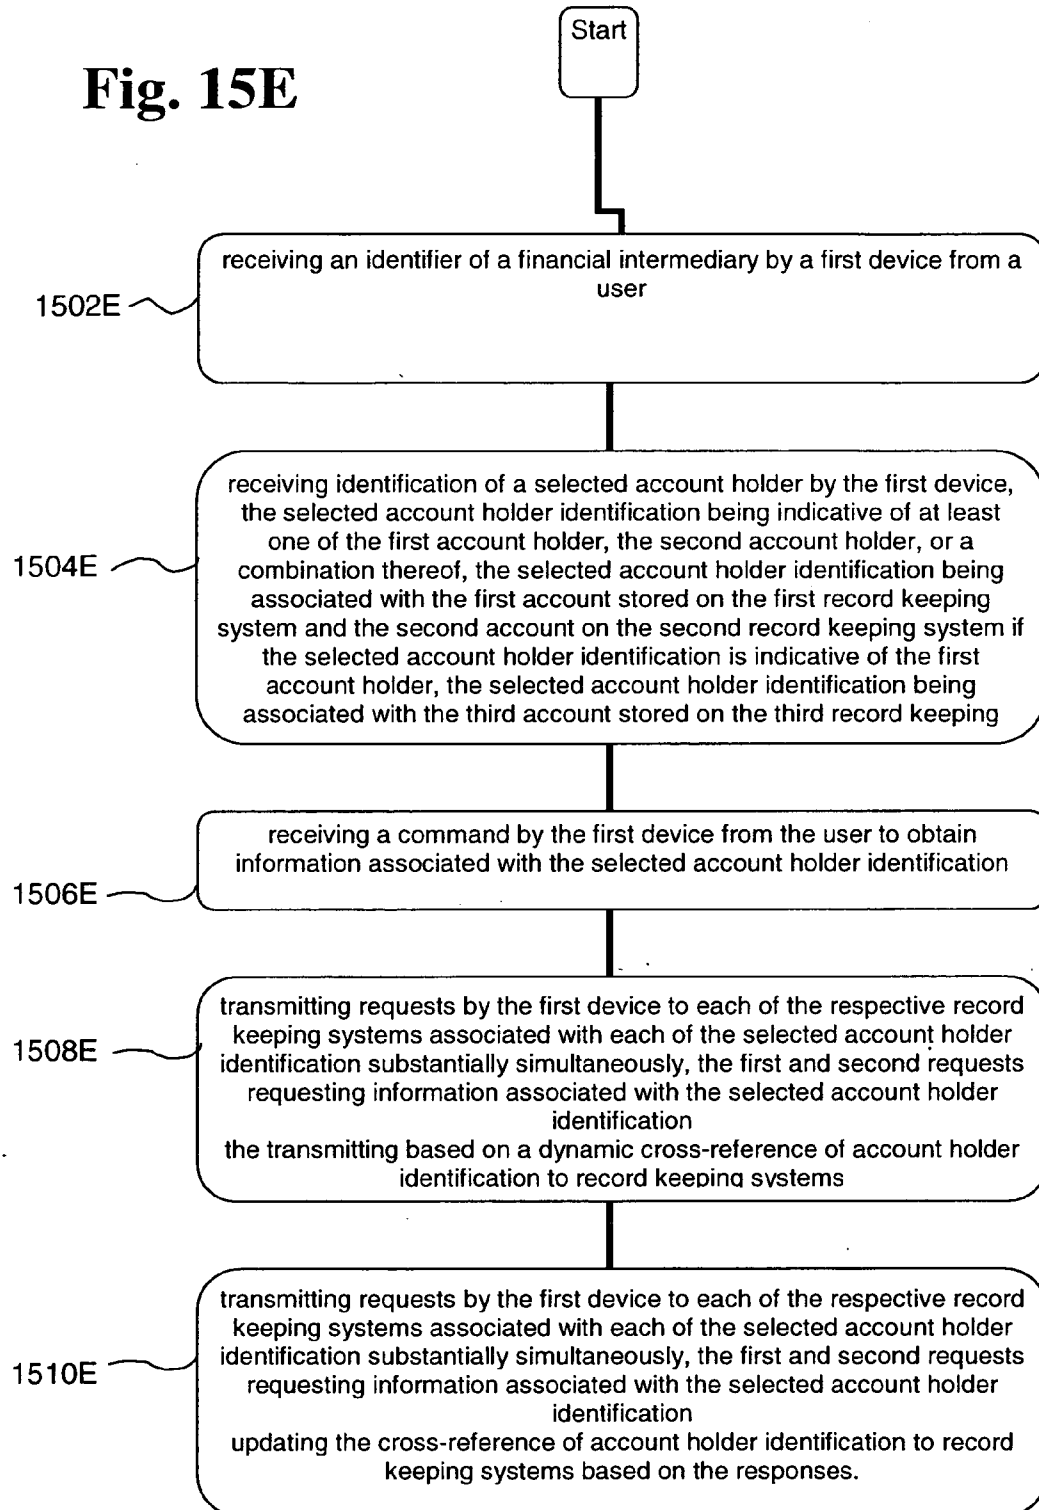 Start
Fig. 15E
receiving an identifier of a financial intermediary by a first device from a
user
1502E
receiving identification of a selected account holder by the first device,
the selected account holder identification being indicative of at least
one of the first account holder, the second account holder, or a
combination thereof, the selected account holder identification being
associated with the first account stored on the first record keeping
system and the second account on the second record keeping system if
the selected account holder identification is indicative of the first
account holder, the selected account holder identification being
associated with the third account stored on the third record keeping
1504E
receiving a command by the first device from the user to obtain
information associated with the selected account holder identification
1506E
transmitting requests by the first device to each of the respective record
keeping systems associated with each of the selected account holder
identification substantially simultaneously, the first and second requests
requesting information associated with the selected account holder
identification
the transmitting based on a dynamic cross-reference of account holder
identification to record keeping systems
1508E
transmitting requests by the first device to each of the respective record
keeping systems associated with each of the selected account holder
identification substantially simultaneously, the first and second requests
requesting information associated with the selected account holder
identification
updating the cross-reference of account holder identification to record
keeping systems based on the responses.
1510E